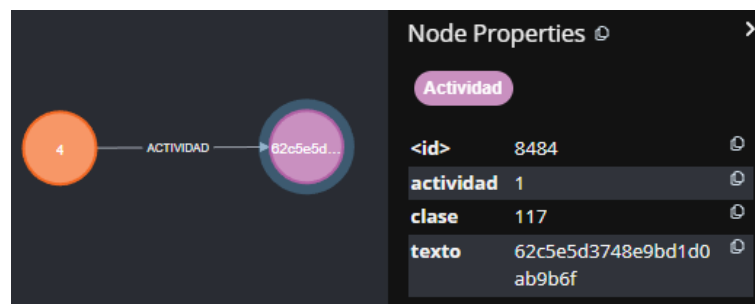 Node Properties
Actividad
4
ACTIVIDAD
62c5e5d...
<id> 8484
actividad 1
clase 117
texto 62c5e5d3748e9bd1d0
ab9b6f